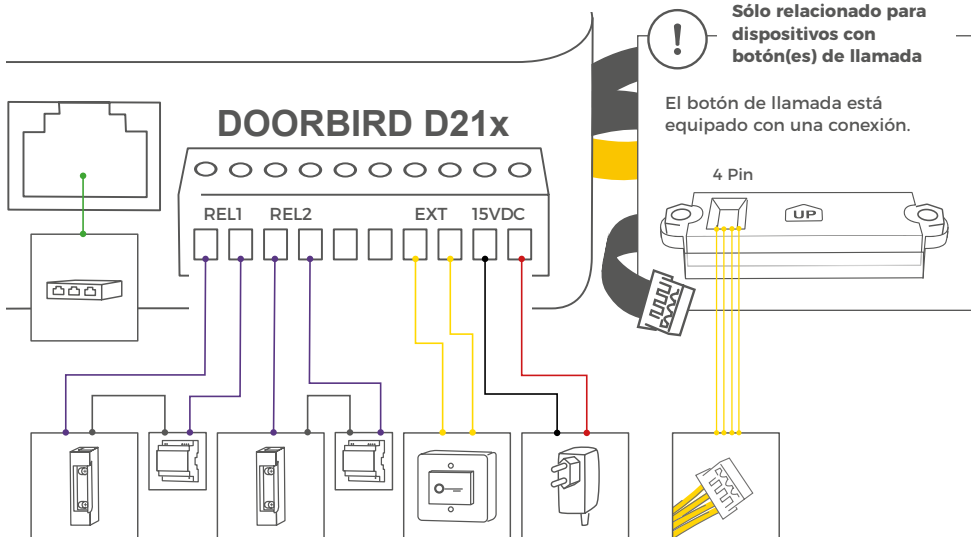 Sólo relacionado para
dispositivos con
botón(es) de llamada
!
El botón de llamada está
equipado con una conexión.
DOORBIRD D21x
4 Pin
UP
REL1 REL2 EXT 15VDC